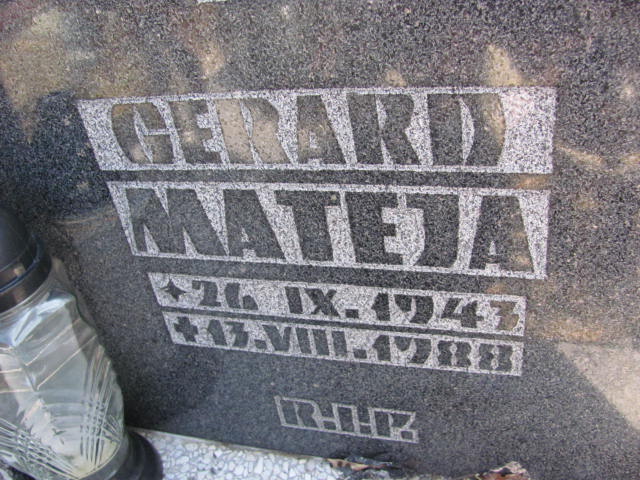 GERARD
MATEJA
✦ 26 IX. 1943
✝ 13.VIII.1988
R.I.P.